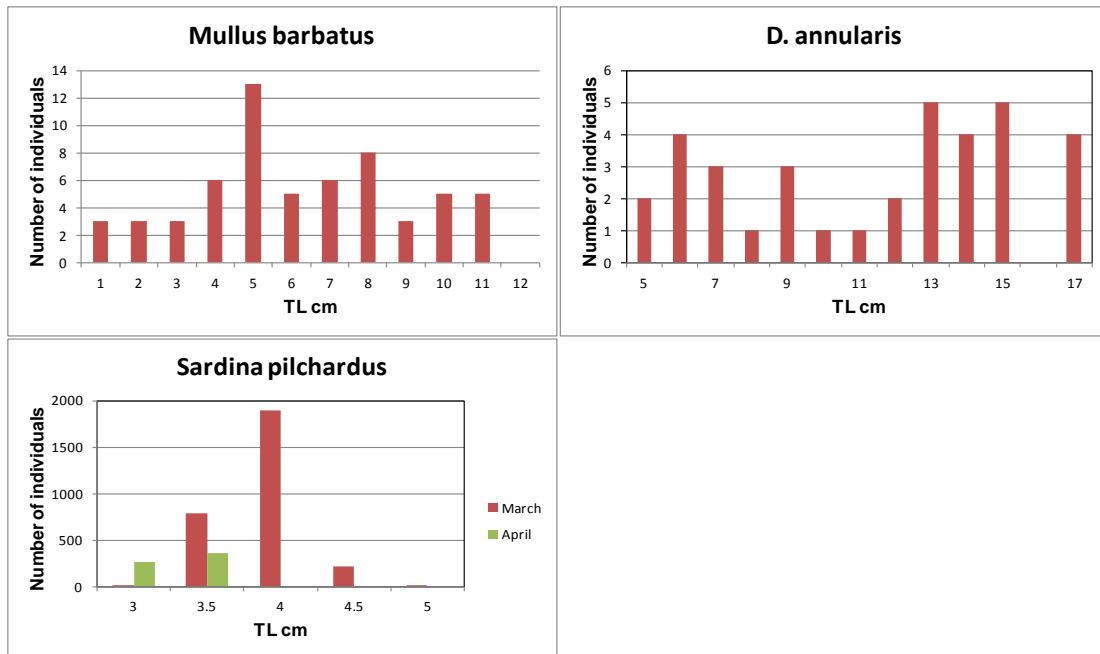 Mullus barbatus
Number of individuals
14
12
10
8
6
4
2
0
1 2 3 4 5 6 7 8 9 10 11 12
TL cm
D. annularis
Number of individuals
6
5
4
3
2
1
0
5 7 9 11 13 15 17
TL cm
Sardina pilchardus
Number of individuals
2000
1500
1000
500
0
3 3.5 4 4.5 5
TL cm
March
April